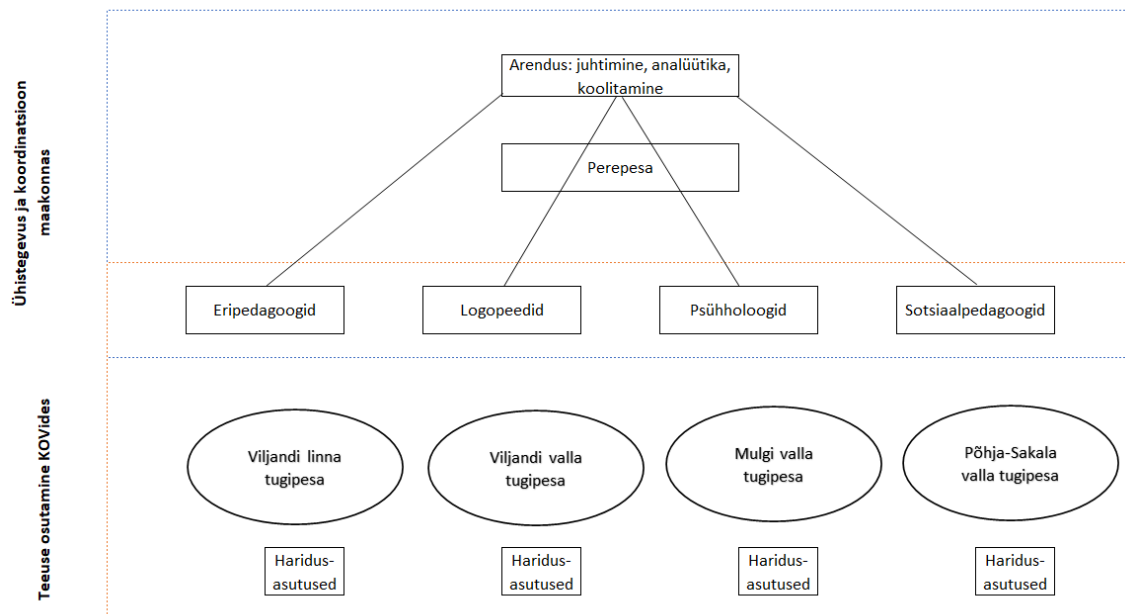 Ühistegevus ja koordinatsioon
maakonnas
Arendus: juhtimine, analüütika,
koolitamine
Perepesa
Eripedagoogid
Logopeedid
Psühholoogid
Sotsiaalpedagoogid
Teeuse osutamine KOVides
Viljandi linna
tugipesa
Viljandi valla
tugipesa
Mulgi valla
tugipesa
Põhja-Sakala
valla tugipesa
Haridus-
asutused
Haridus-
asutused
Haridus-
asutused
Haridus-
asutused